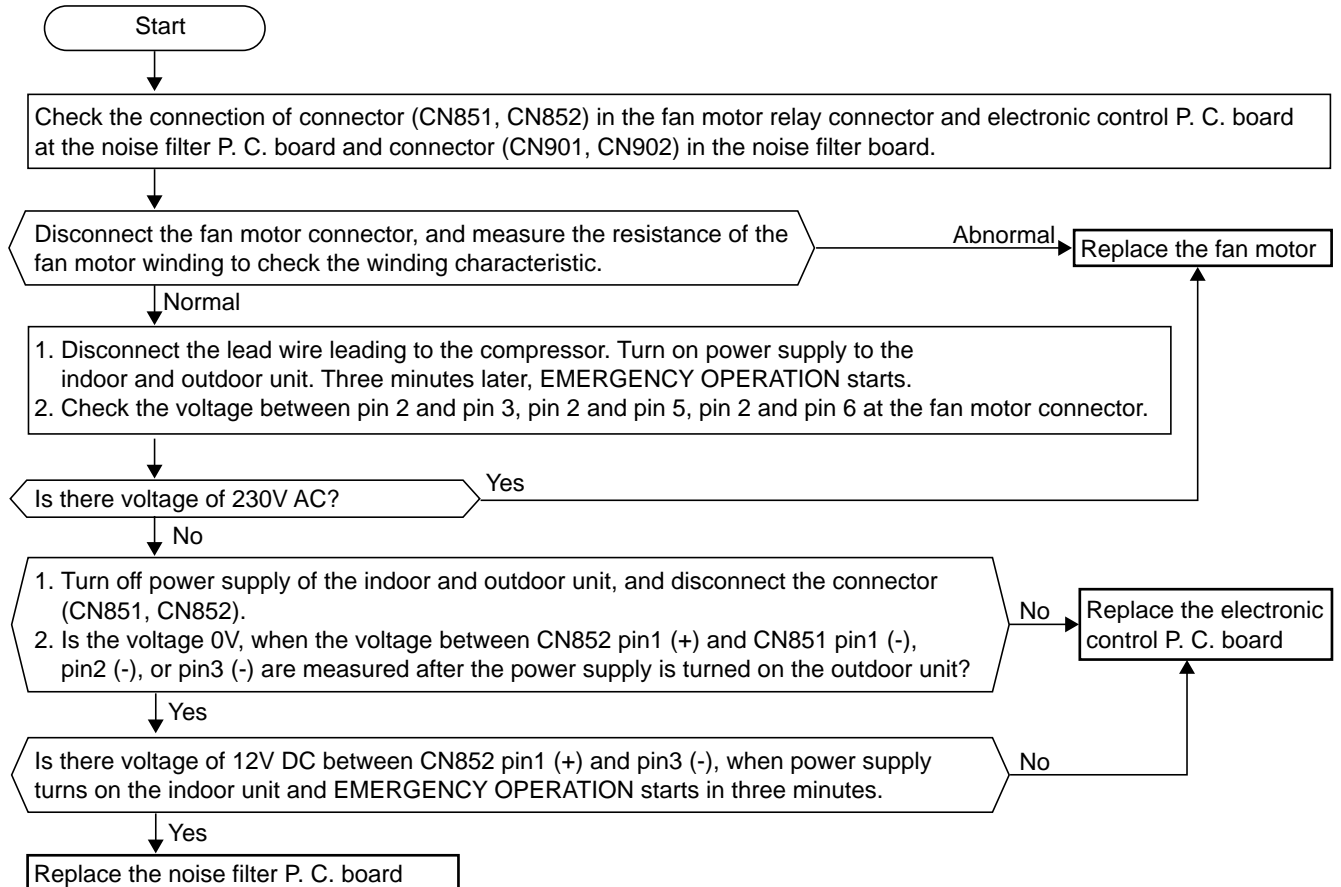 Start
Check the connection of connector (CN851, CN852) in the fan motor relay connector and electronic control P. C. board
at the noise filter P. C. board and connector (CN901, CN902) in the noise filter board.
Disconnect the fan motor connector, and measure the resistance of the
fan motor winding to check the winding characteristic.
Abnormal
Replace the fan motor
Normal
1. Disconnect the lead wire leading to the compressor. Turn on power supply to the
indoor and outdoor unit. Three minutes later, EMERGENCY OPERATION starts.
2. Check the voltage between pin 2 and pin 3, pin 2 and pin 5, pin 2 and pin 6 at the fan motor connector.
Is there voltage of 230V AC?
Yes
No
1. Turn off power supply of the indoor and outdoor unit, and disconnect the connector
(CN851, CN852).
2. Is the voltage 0V, when the voltage between CN852 pin1 (+) and CN851 pin1 (-),
pin2 (-), or pin3 (-) are measured after the power supply is turned on the outdoor unit?
No
Replace the electronic
control P. C. board
Yes
Is there voltage of 12V DC between CN852 pin1 (+) and pin3 (-), when power supply
turns on the indoor unit and EMERGENCY OPERATION starts in three minutes.
No
Yes
Replace the noise filter P. C. board